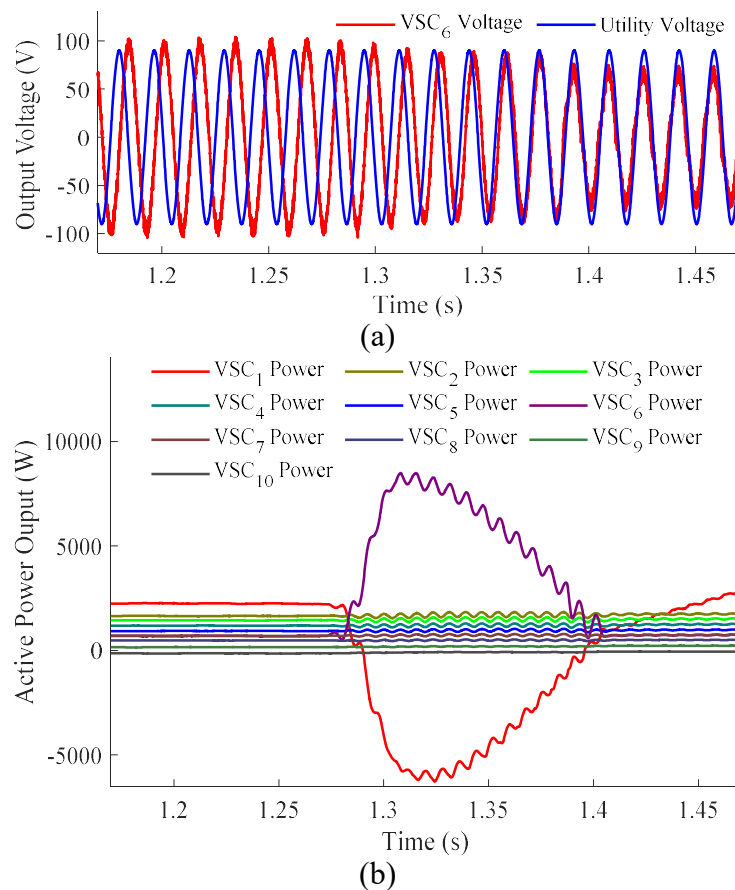 VSC6 Voltage Utility Voltage
100
50
0
-50
-100
Output Voltage (V)
1.2 1.25 1.3 1.35 1.4 1.45
Time (s)
(a)
VSC1 Power VSC2 Power VSC3 Power
VSC4 Power VSC5 Power VSC6 Power
VSC7 Power VSC8 Power VSC9 Power
VSC10 Power
10000
5000
0
-5000
Active Power Ouput (W)
1.2 1.25 1.3 1.35 1.4 1.45
Time (s)
(b)